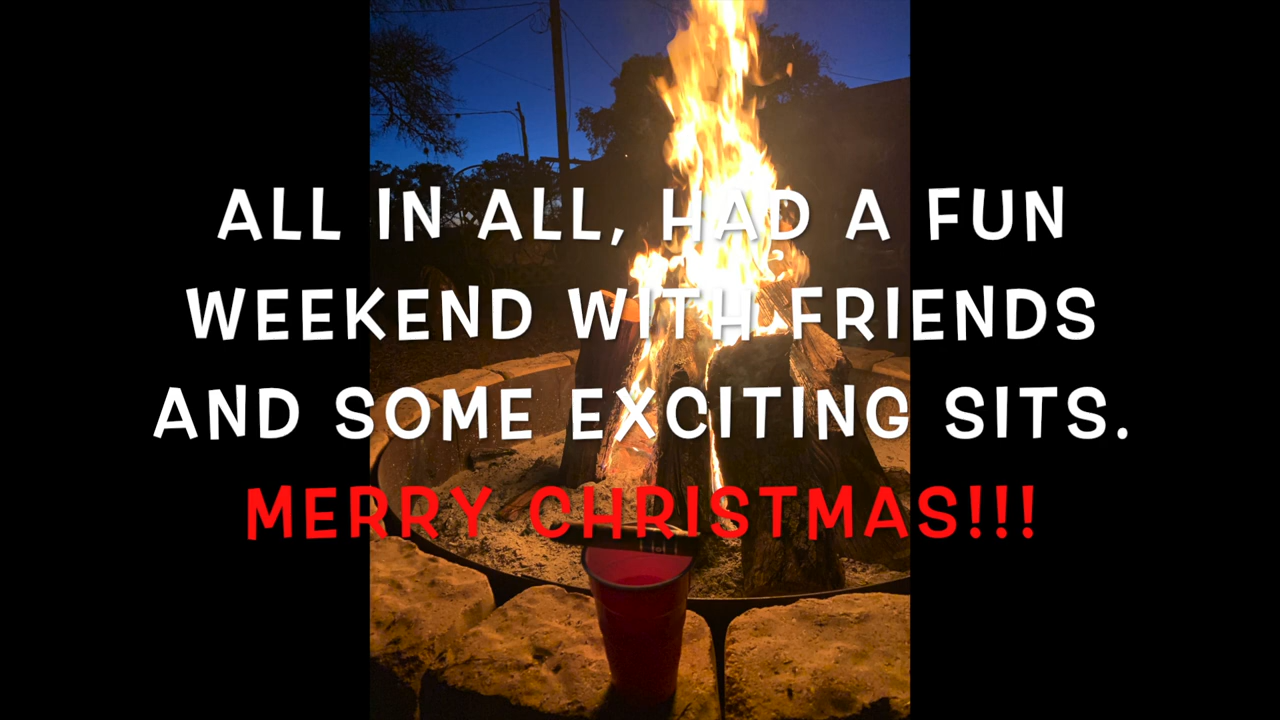 ALL IN ALL, HAD A FUN
WEEKEND WITH FRIENDS
AND SOME EXCITING SITS.
MERRY CHRISTMAS!!!